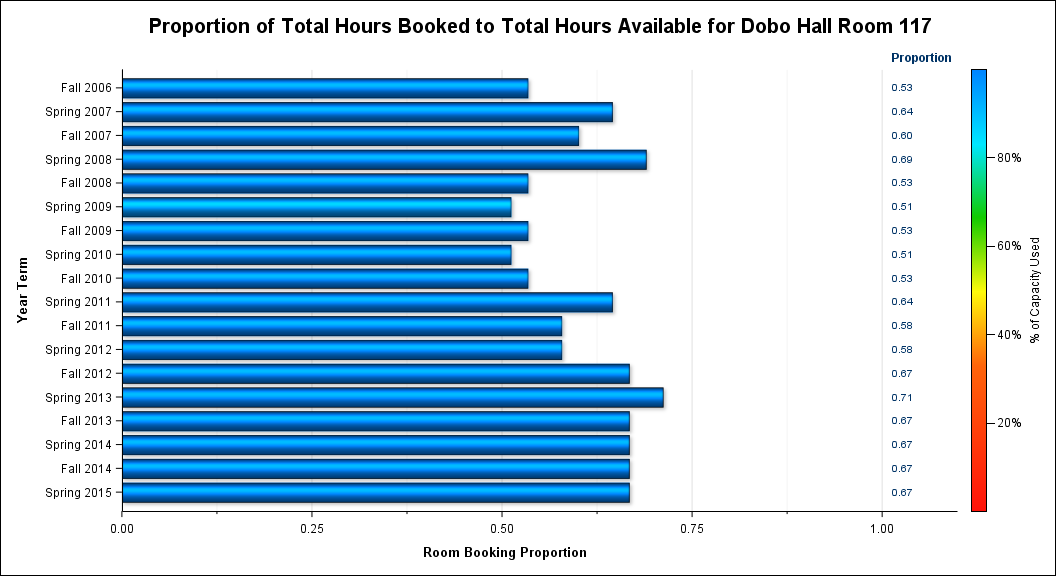 Proportion of Total Hours Booked to Total Hours Available for Dobo Hall Room 117
Proportion
Fall 2006 0.53
Spring 2007 0.64
Fall 2007 0.60
Spring 2008 0.69
Fall 2008 0.53
Spring 2009 0.51
Fall 2009 0.53
Spring 2010 0.51
Fall 2010 0.53
Spring 2011 0.64
Fall 2011 0.58
Spring 2012 0.58
Fall 2012 0.67
Spring 2013 0.71
Fall 2013 0.67
Spring 2014 0.67
Fall 2014 0.67
Spring 2015 0.67
Year Term
0.00 0.25 0.50 0.75 1.00
Room Booking Proportion
80%
60%
40%
20%
% of Capacity Used